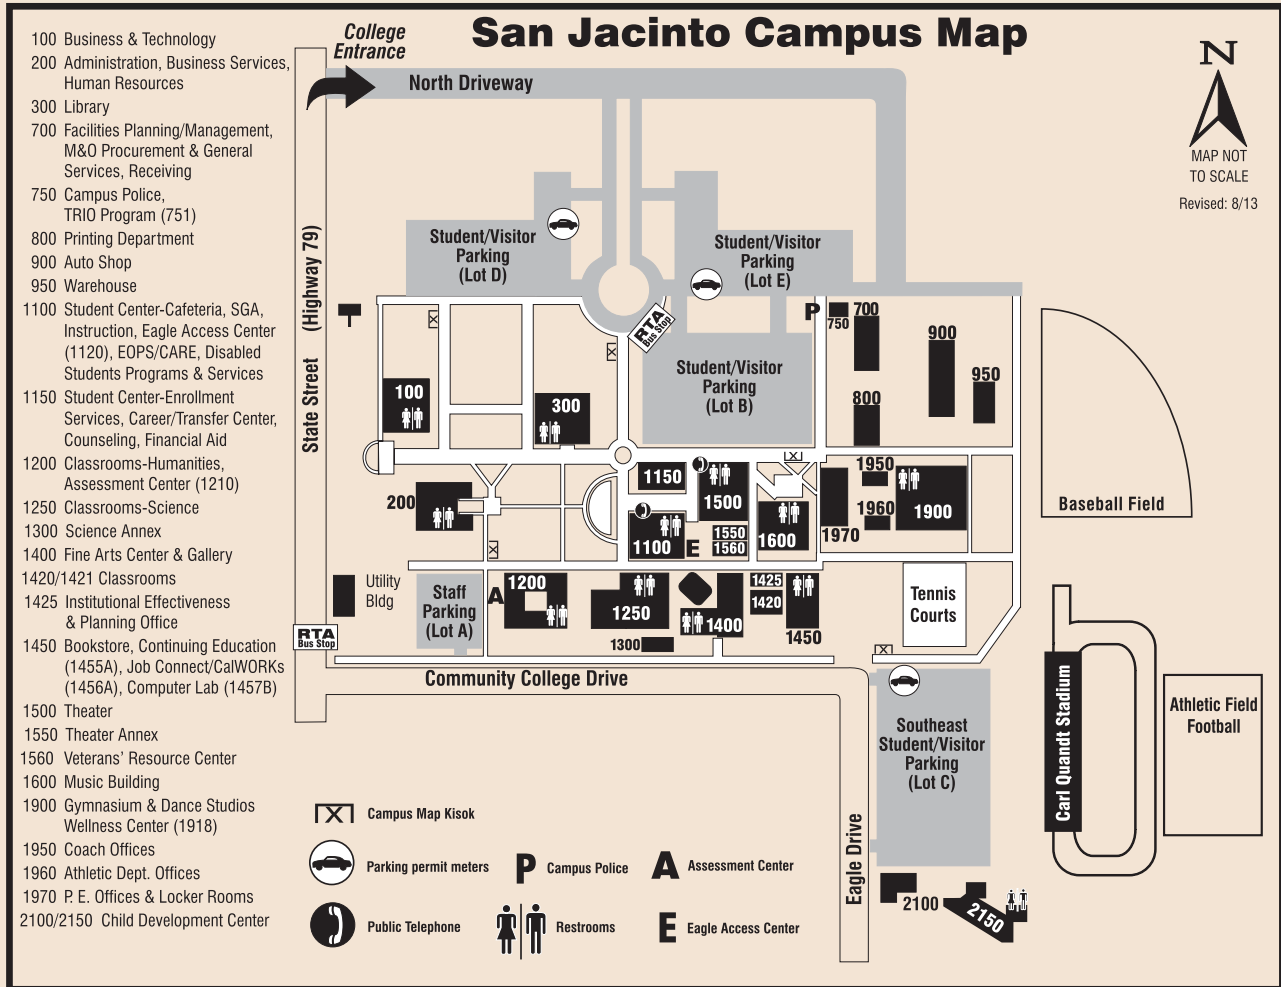 San Jacinto Campus Map
College
Entrance
North Driveway
N
MAP NOT
TO SCALE
Revised: 8/13
100 Business & Technology
200 Administration, Business Services,
Human Resources
300 Library
700 Facilities Planning/Management,
M&O Procurement & General
Services, Receiving
750 Campus Police,
TRIO Program (751)
800 Printing Department
900 Auto Shop
950 Warehouse
1100 Student Center-Cafeteria, SGA,
Instruction, Eagle Access Center
(1120), EOPS/CARE, Disabled
Students Programs & Services
1150 Student Center-Enrollment
Services, Career/Transfer Center,
Counseling, Financial Aid
1200 Classrooms-Humanities,
Assessment Center (1210)
1250 Classrooms-Science
1300 Science Annex
1400 Fine Arts Center & Gallery
1420/1421 Classrooms
1425 Institutional Effectiveness
& Planning Office
1450 Bookstore, Continuing Education
(1455A), Job Connect/CalWORKs
(1456A), Computer Lab (1457B)
1500 Theater
1550 Theater Annex
1560 Veterans' Resource Center
1600 Music Building
1900 Gymnasium & Dance Studios
Wellness Center (1918)
1950 Coach Offices
1960 Athletic Dept. Offices
1970 P. E. Offices & Locker Rooms
2100/2150 Child Development Center
State Street (Highway 79)
Student/Visitor
Parking
(Lot D)
Student/Visitor
Parking
(Lot E)
RTA
Bus Stop
Student/Visitor
Parking
(Lot B)
P
750
700
900
950
800
100
300
200
1150
1500
1100
E
1550
1560
1600
1950
1960
1970
1900
Baseball Field
Utility
Bldg
Staff
Parking
(Lot A)
A
1200
1250
1300
1400
1425
1420
1450
Tennis
Courts
RTA
Bus Stop
Community College Drive
Southeast
Student/Visitor
Parking
(Lot C)
Carl Quandt Stadium
Athletic Field
Football
Eagle Drive
2100
2150
Campus Map Kisok
Parking permit meters
P Campus Police
A Assessment Center
Public Telephone
Restrooms
E Eagle Access Center